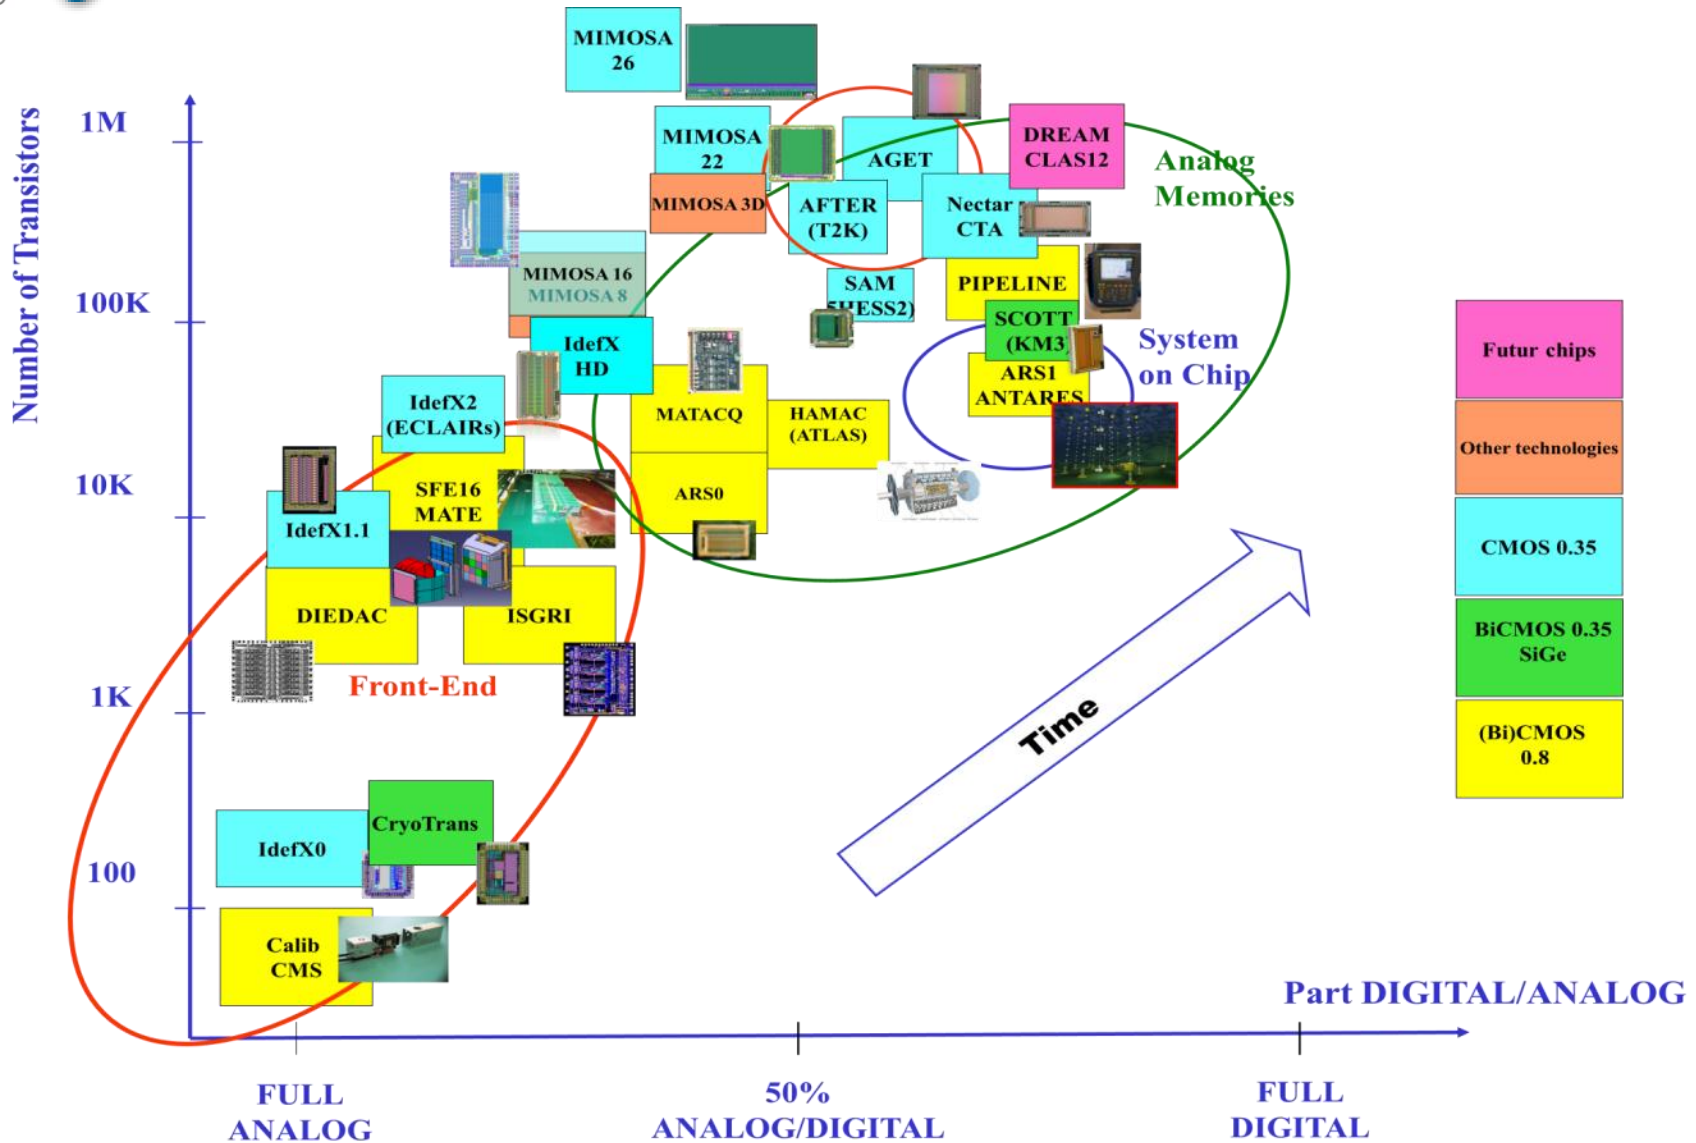 MIMOSA
26
Number of Transistors
1M
100K
10K
1K
100
MIMOSA
22
MIMOSA 3D
AGET
AFTER
(T2K)
DREAM
CLAS12
Nectar
CTA
Analog
Memories
MIMOSA 16
MIMOSA 8
SAM
PIPELINE
SCOTT
(KM3
System
on Chip
ARS1
ANTARES
IdefX
HD
IdefX2
(ECLAIRs)
MATACQ
HAMAC
(ATLAS)
ARS0
SFE16
MATE
IdefX1.1
DIEDAC
ISGRI
Front-End
IdefX0
CryoTrans
Calib
CMS
Time
Futur chips
Other technologies
CMOS 0.35
BiCMOS 0.35
SiGe
(Bi)CMOS
0.8
Part DIGITAL/ANALOG
FULL
ANALOG
50%
ANALOG/DIGITAL
FULL
DIGITAL